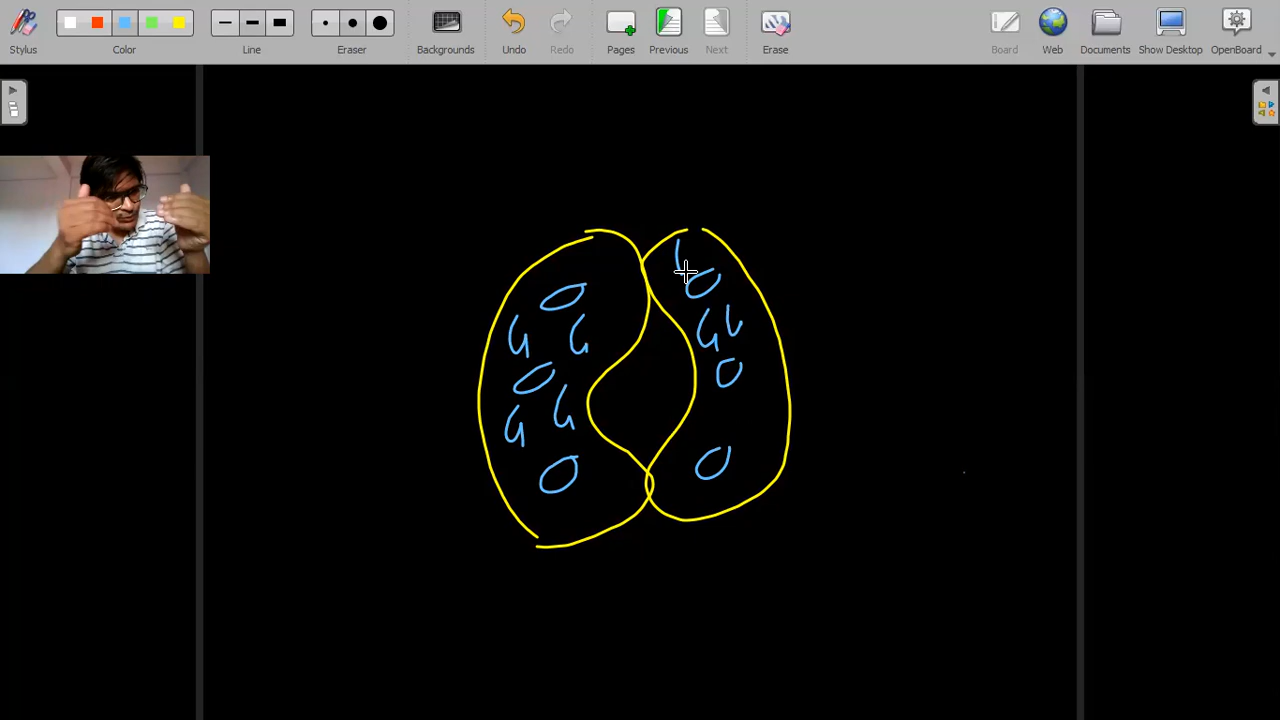 Stylus
Color
Line
Eraser
Backgrounds
Undo
Redo
Pages
Previous
Next
Erase
Board
Web
Documents
Show Desktop
OpenBoard